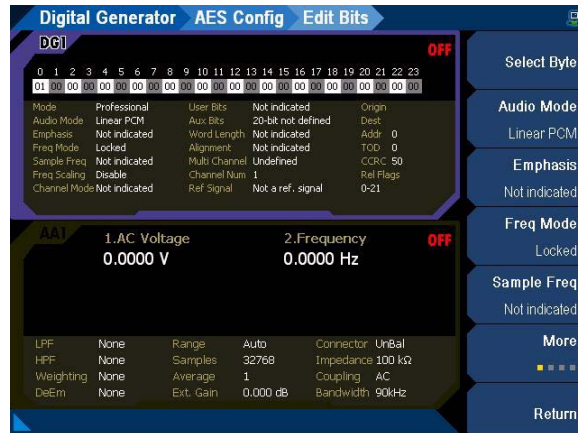 Digital Generator AES Config Edit Bits
DG1 OFF
0 1 2 3 4 5 6 7 8 9 10 11 12 13 14 15 16 17 18 19 20 21 22 23
01 00 00 00 00 00 00 00 00 00 00 00 00 00 00 00 00 00 00 00 00 00 00 00
Mode Professional User Bits Not indicated Origin
Audio Mode Linear PCM Aux Bits 20-bit not defined Dest
Emphasis Not indicated Word Length Not indicated Addr 0
Freq Mode Locked Alignment Not indicated TOD 0
Sample Freq Not indicated Multi Channel Undefined CCRC 50
Freq Scaling Disable Channel Num 1 Rel Flags
Channel Mode Not indicated Ref Signal Not a ref. signal 0-21
AA1 1.AC Voltage 2.Frequency OFF
0.0000 V 0.0000 Hz
LPF None Range Auto Connector UnBal
HPF None Samples 32768 Impedance 100 kΩ
Weighting None Average 1 Coupling AC
DeEm None Ext. Gain 0.000 dB Bandwidth 90kHz
Select Byte
Audio Mode
Linear PCM
Emphasis
Not indicated
Freq Mode
Locked
Sample Freq
Not indicated
More
Return